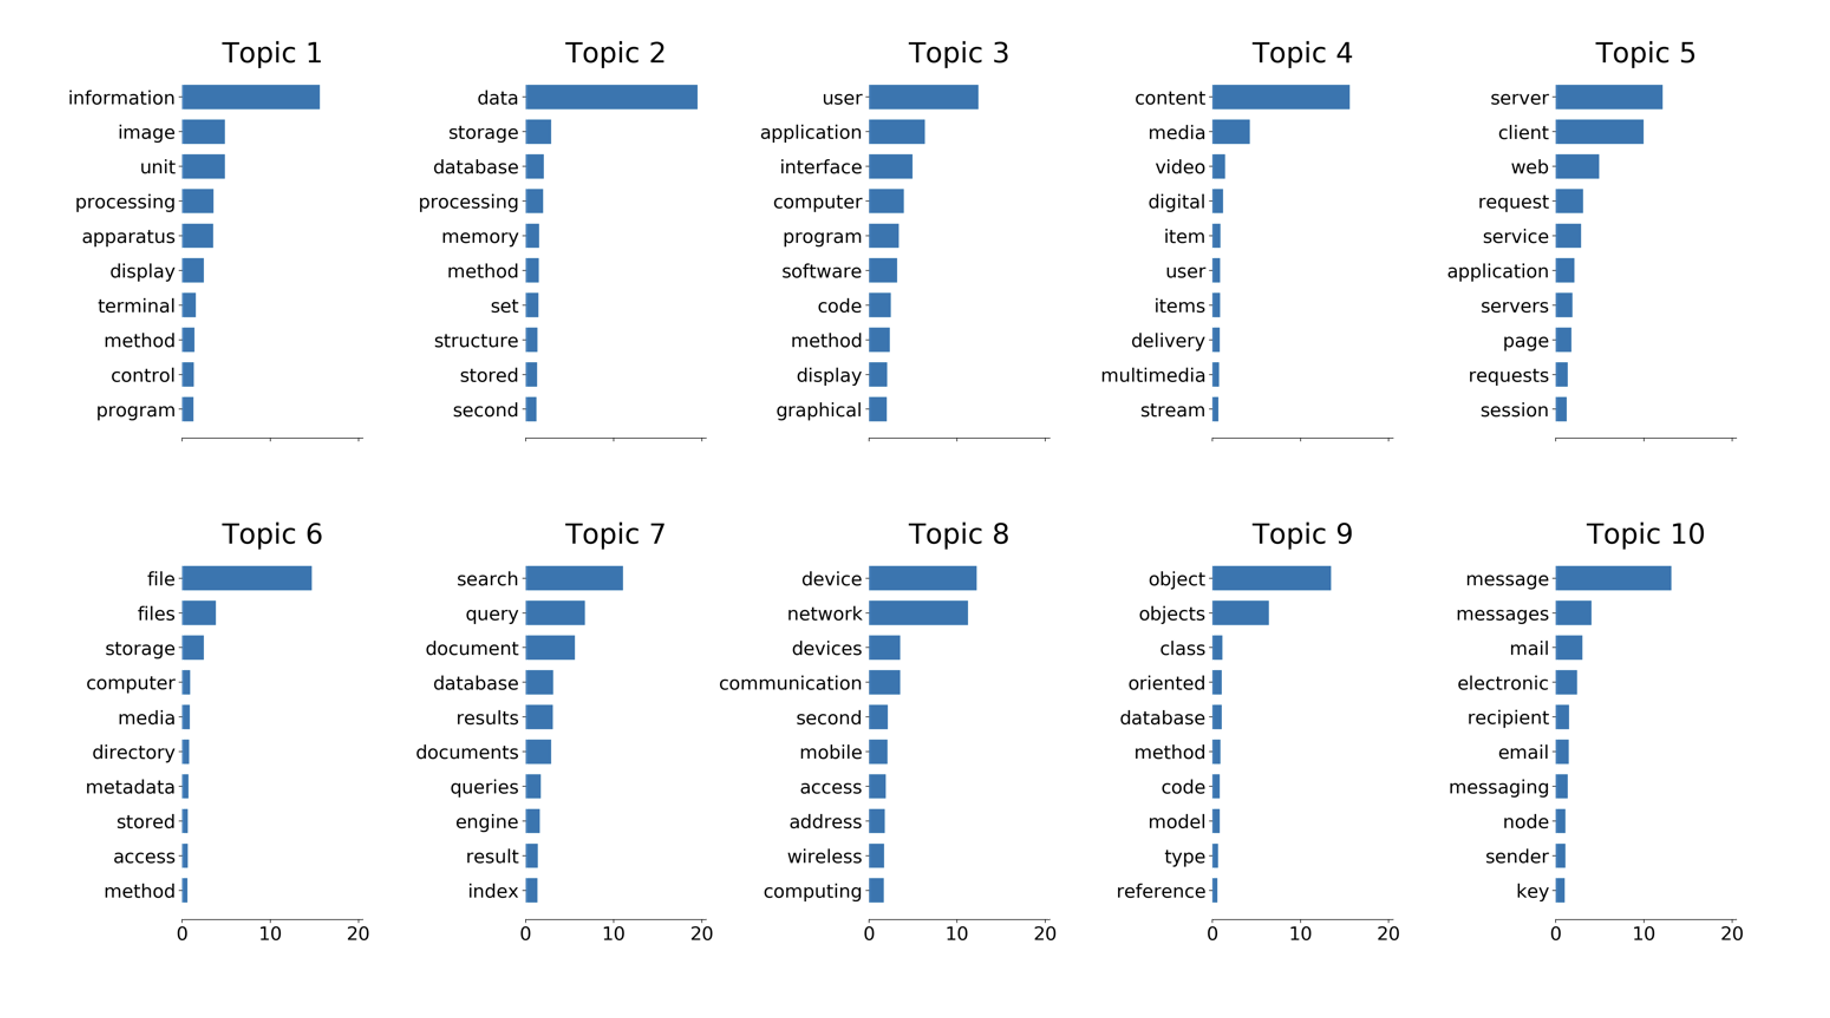 Topic 1
information
image
unit
processing
apparatus
display
terminal
method
control
program
Topic 2
data
storage
database
processing
memory
method
set
structure
stored
second
Topic 3
user
application
interface
computer
program
software
code
method
display
graphical
Topic 4
content
media
video
digital
item
user
items
delivery
multimedia
stream
Topic 5
server
client
web
request
service
application
servers
page
requests
session
Topic 6
file
files
storage
computer
media
directory
metadata
stored
access
method
0 10 20
Topic 7
search
query
document
database
results
documents
queries
engine
result
index
0 10 20
Topic 8
device
network
devices
communication
second
mobile
access
address
wireless
computing
0 10 20
Topic 9
object
objects
class
oriented
database
method
code
model
type
reference
0 10 20
Topic 10
message
messages
mail
electronic
recipient
email
messaging
node
sender
key
0 10 20